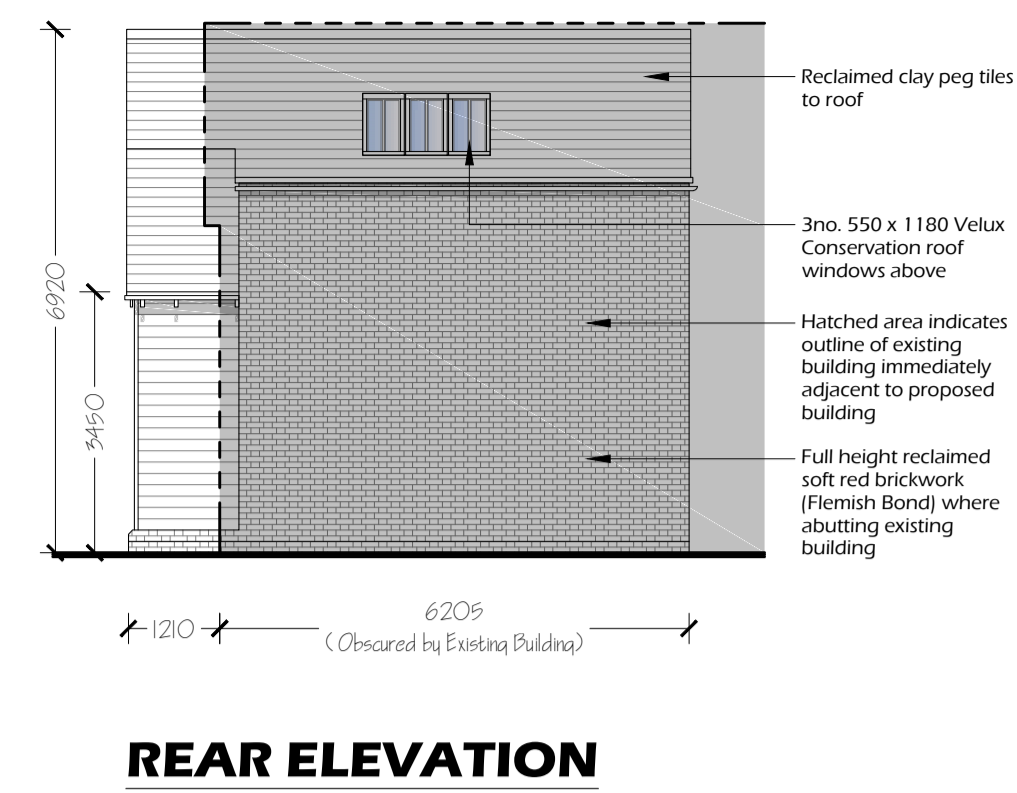 Reclaimed clay peg tiles
to roof
3no. 550 x 1180 Velux
Conservation roof
windows above
6920
Hatched area indicates
outline of existing
building immediately
adjacent to proposed
building
3450
Full height reclaimed
soft red brickwork
(Flemish Bond) where
abutting existing
building
1210
6205
( Obscured by Existing Building)
REAR ELEVATION